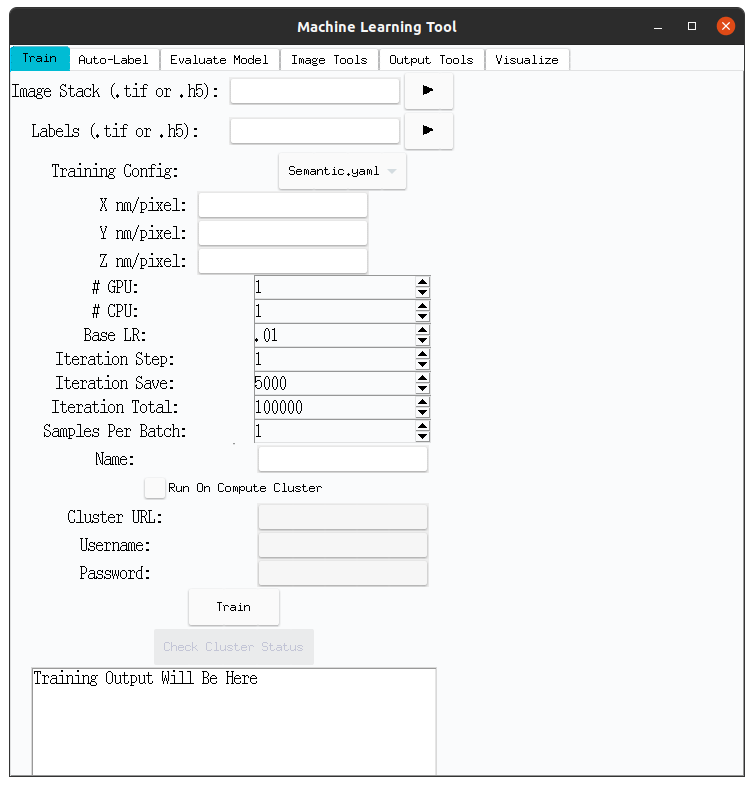 Machine Learning Tool
Train Auto-Label Evaluate Model Image Tools Output Tools Visualize
Image Stack (.tif or .h5):
Labels (.tif or .h5):
Training Config: Semantic.yaml
X nm/pixel:
Y nm/pixel:
Z nm/pixel:
# GPU: 1
# CPU: 1
Base LR: .01
Iteration Step: 1
Iteration Save: 5000
Iteration Total: 100000
Samples Per Batch: 1
Name:
Run On Compute Cluster
Cluster URL:
Username:
Password:
Train
Check Cluster Status
Training Output Will Be Here